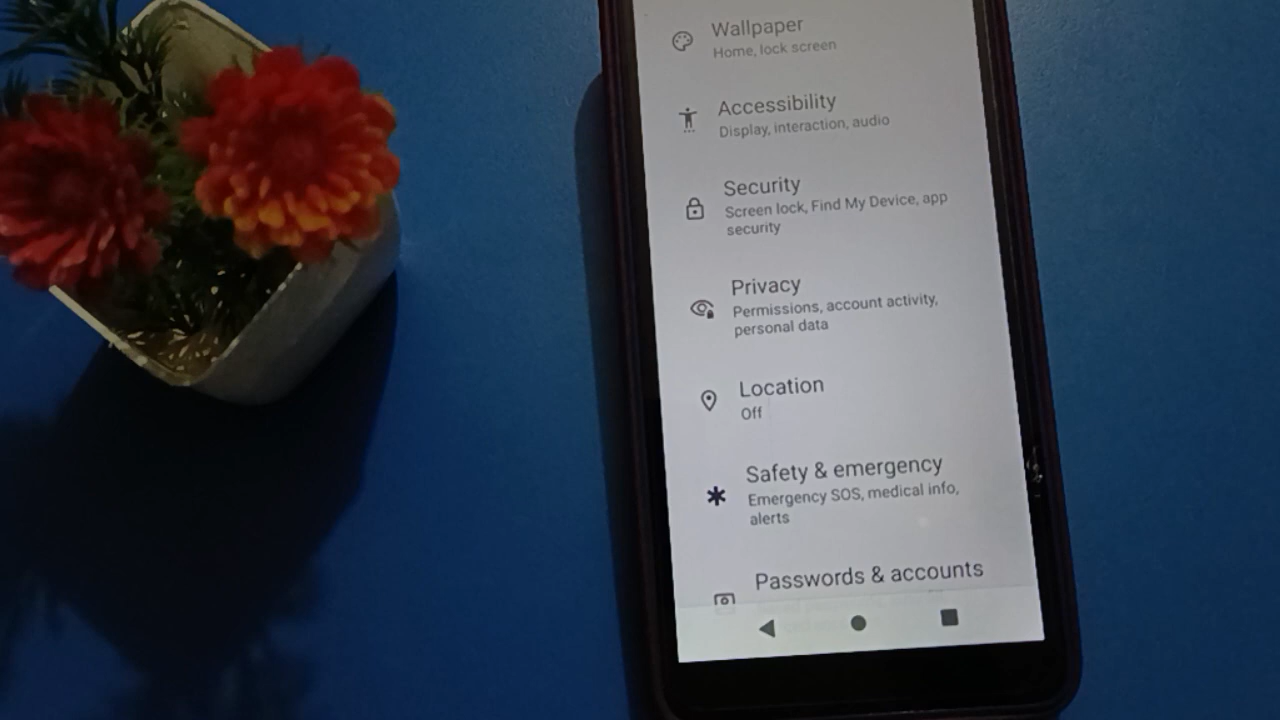 Wallpaper
Home, lock screen
Accessibility
Display, interaction, audio
Security
Screen lock, Find My Device, app
security
Privacy
Permissions, account activity,
personal data
Location
Off
Safety & emergency
Emergency SOS, medical info,
alerts
Passwords & accounts